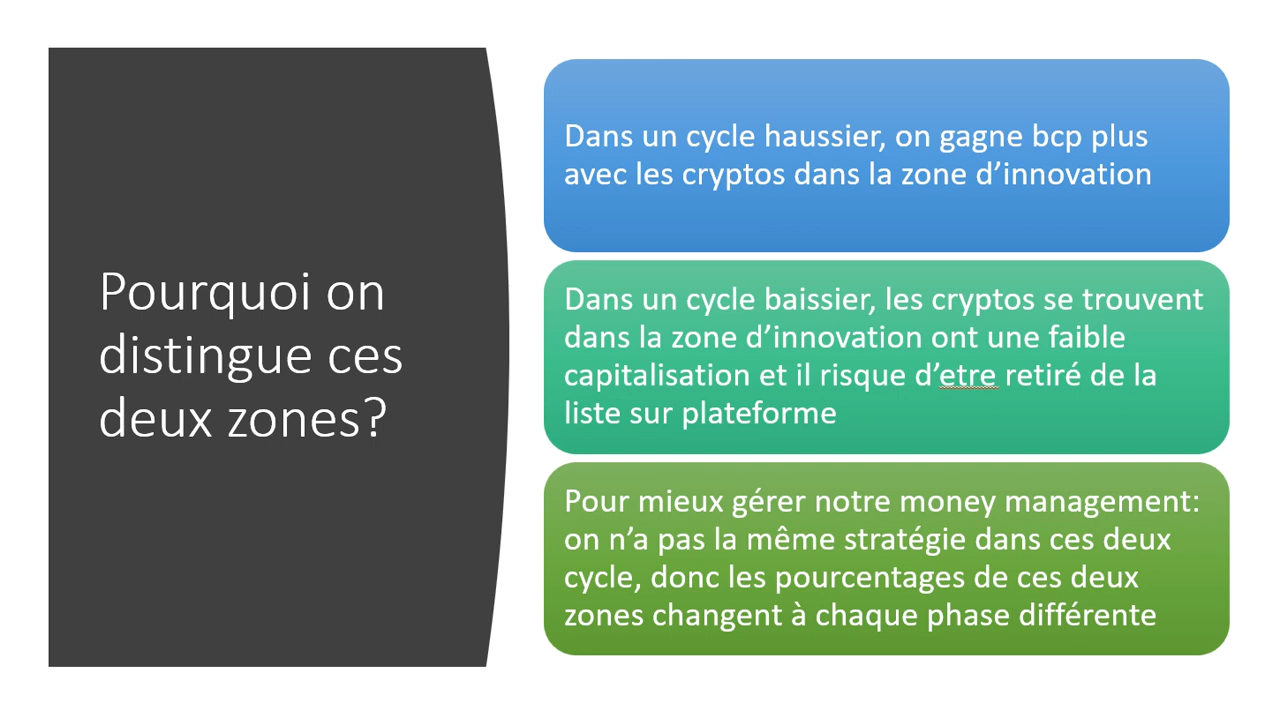 Pourquoi on
distingue ces
deux zones?
Dans un cycle haussier, on gagne bcp plus
avec les cryptos dans la zone d’innovation
Dans un cycle baissier, les cryptos se trouvent
dans la zone d’innovation ont une faible
capitalisation et il risque d’etre retiré de la
liste sur plateforme
Pour mieux gérer notre money management:
on n’a pas la même stratégie dans ces deux
cycle, donc les pourcentages de ces deux
zones changent à chaque phase différente